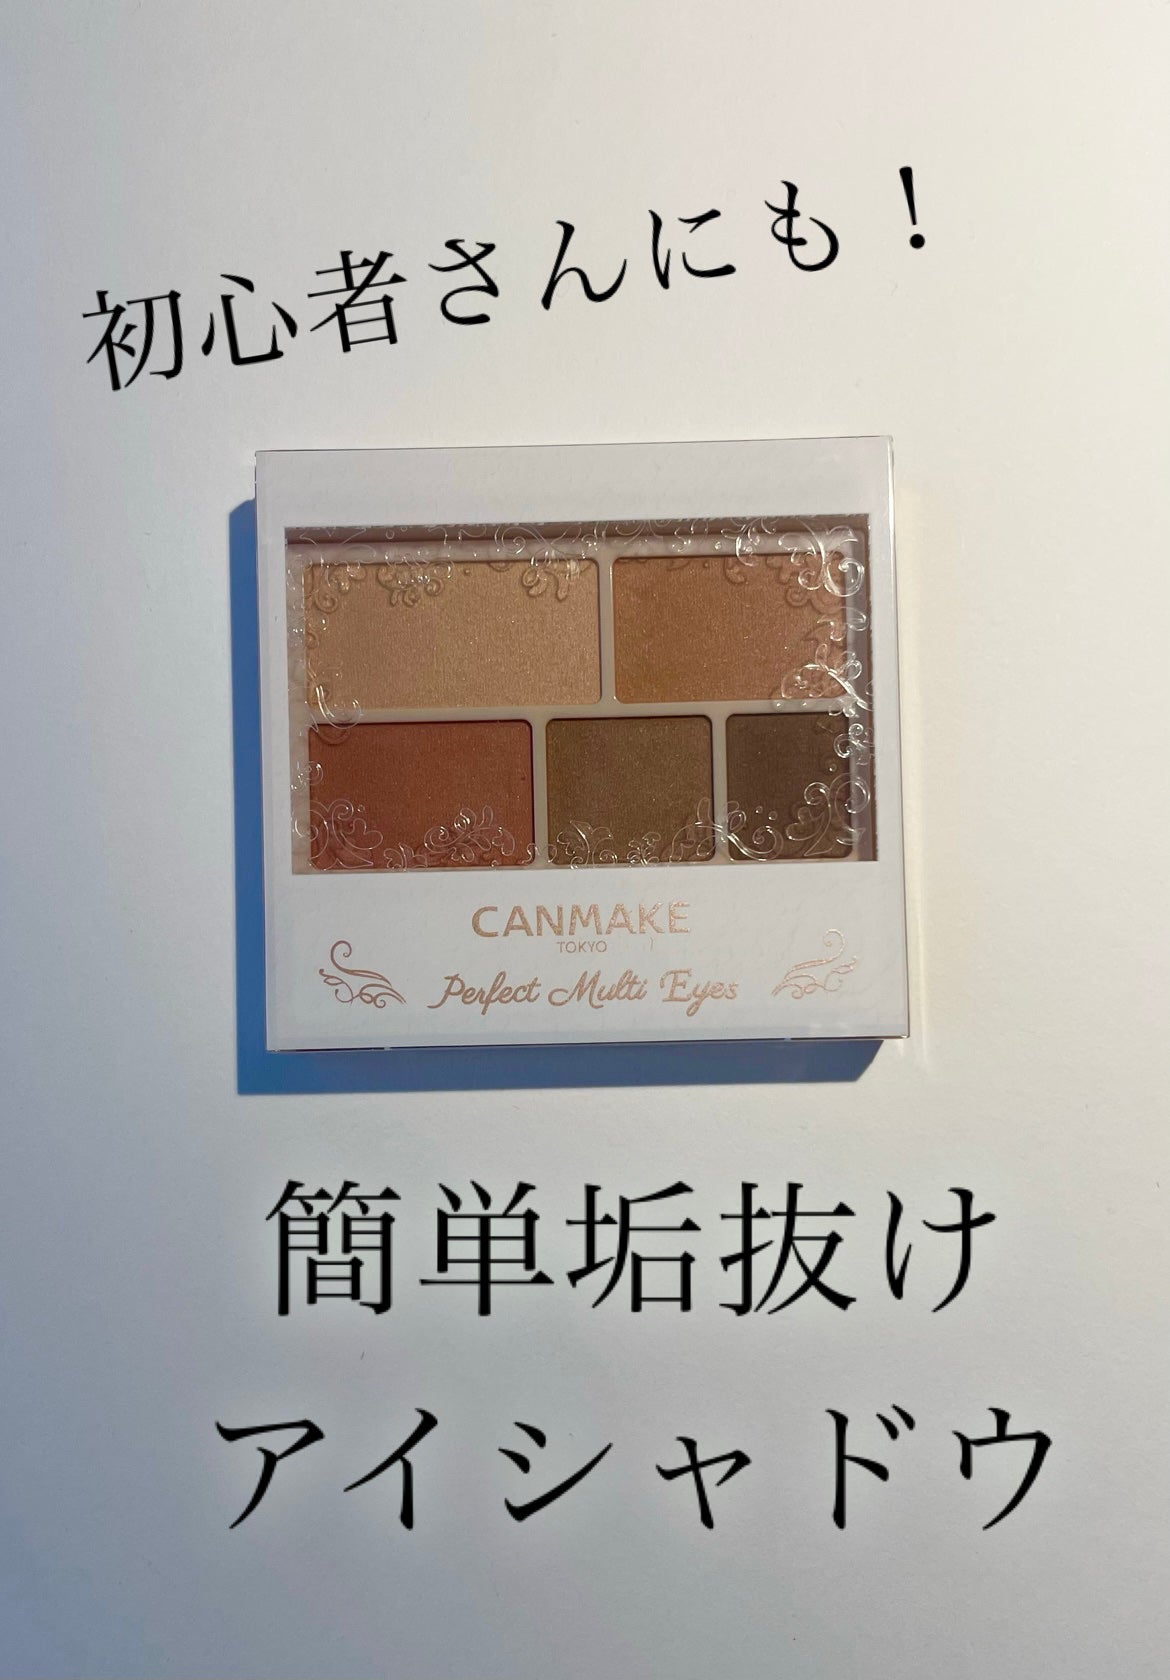 初心者さんにも！
CANMAKE
TOKYO
Perfect Multi Eyes
簡単垢抜け
アイシャドウ